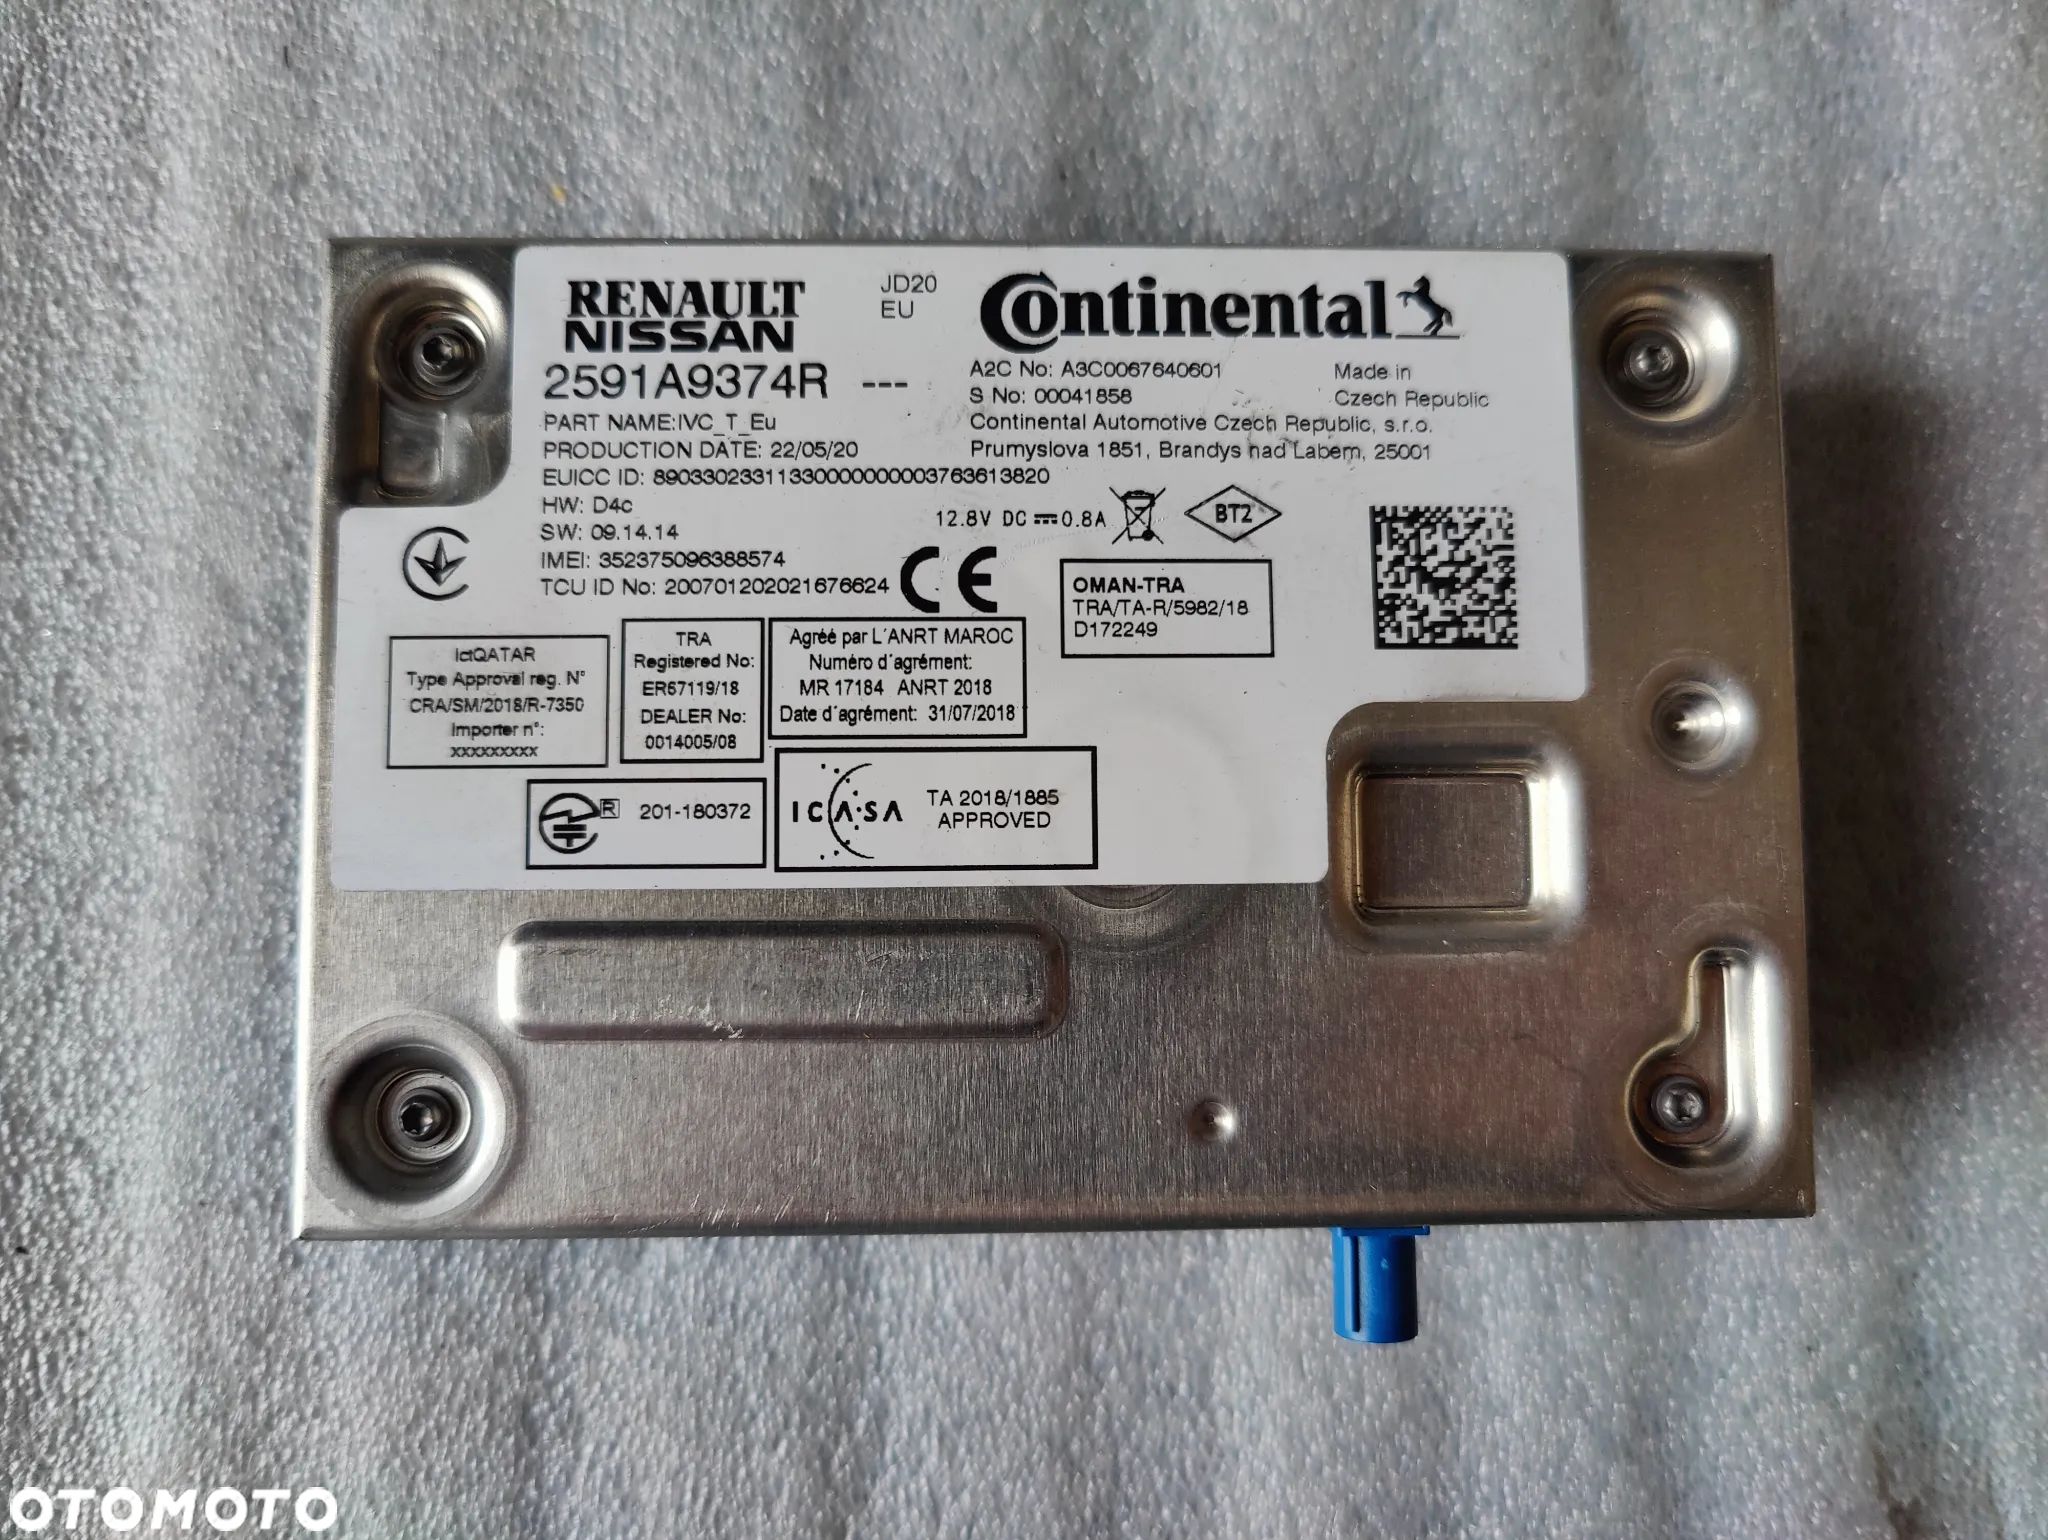 RENAULT
NISSAN
JD20
EU
Continental
2591A9374R ---
A2C No: A3C0067640601
S No: 00041858
Made in
Czech Republic
Continental Automotive Czech Republic, s.r.o.
Prumyslova 1851, Brandys nad Labem, 25001
PART NAME:IVC_T_Eu
PRODUCTION DATE: 22/05/20
EUICC ID: 89033023311330000000003763613820
HW: D4c
SW: 09.14.14
IMEI: 352375096388574
TCU ID No: 200701202021676624
12.8V DC 0.8A
BT2
CE
OMAN-TRA
TRA/TA-R/5982/18
D172249
IctQATAR
Type Approval reg. N°
CRA/SM/2018/R-7350
Importer n°:
xxxxxxxxx
TRA
Registered No:
ER67119/18
DEALER No:
0014005/08
Agréé par L´ANRT MAROC
Numéro d´agrément:
MR 17184 ANRT 2018
Date d´agrément: 31/07/2018
R 201-180372
ICASA
TA 2018/1885
APPROVED
OTOMOTO